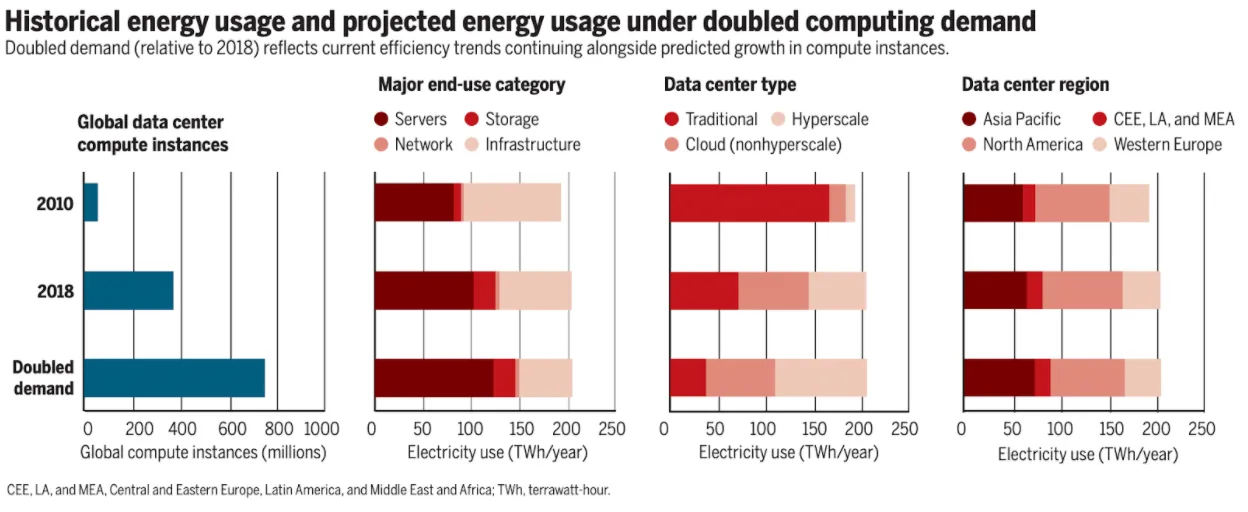 Historical energy usage and projected energy usage under doubled computing demand
Doubled demand (relative to 2018) reflects current efficiency trends continuing alongside predicted growth in compute instances.
Global data center
compute instances
2010
2018
Doubled
demand
0 200 400 600 800 1000
Global compute instances (millions)
Major end-use category
Servers Storage
Network Infrastructure
0 50 100 150 200 250
Electricity use (TWh/year)
Data center type
Traditional Hyperscale
Cloud (nonhyperscale)
0 50 100 150 200 250
Electricity use (TWh/year)
Data center region
Asia Pacific CEE, LA, and MEA
North America Western Europe
0 50 100 150 200 250
Electricity use (TWh/year)
CEE, LA, and MEA, Central and Eastern Europe, Latin America, and Middle East and Africa; TWh, terrawatt-hour.